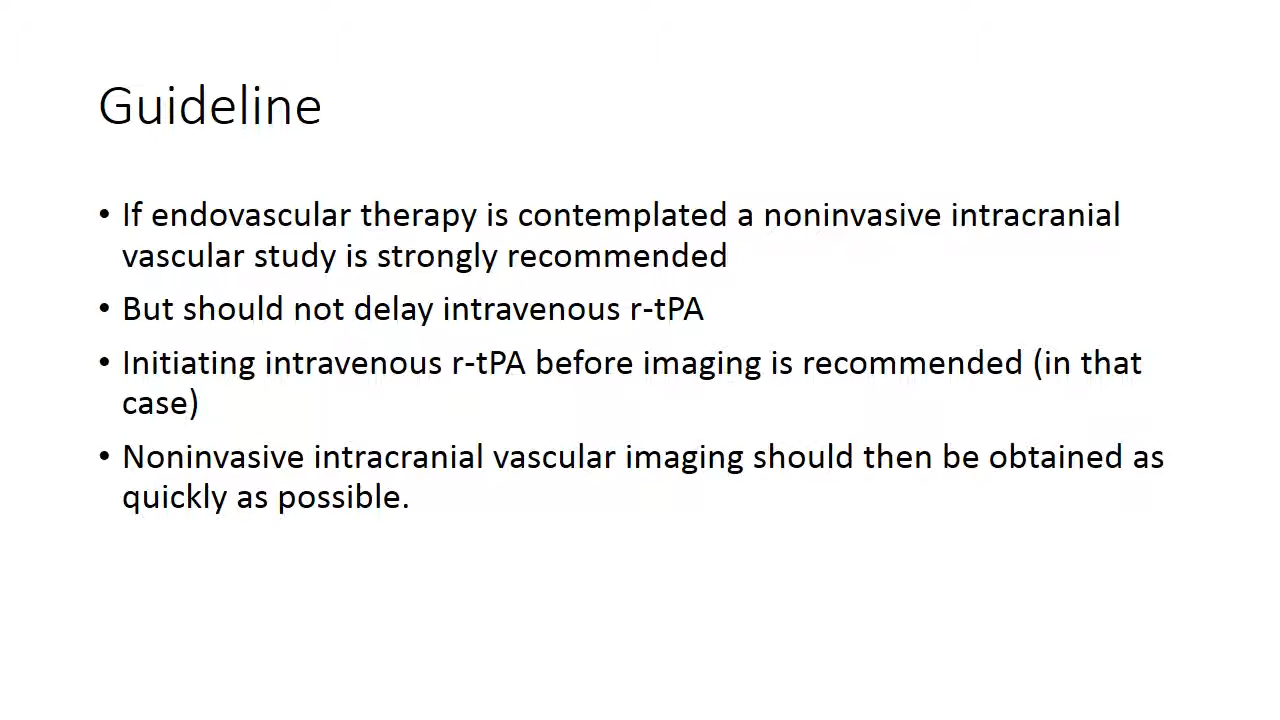 Guideline
• If endovascular therapy is contemplated a noninvasive intracranial
vascular study is strongly recommended
• But should not delay intravenous r-tPA
• Initiating intravenous r-tPA before imaging is recommended (in that
case)
• Noninvasive intracranial vascular imaging should then be obtained as
quickly as possible.